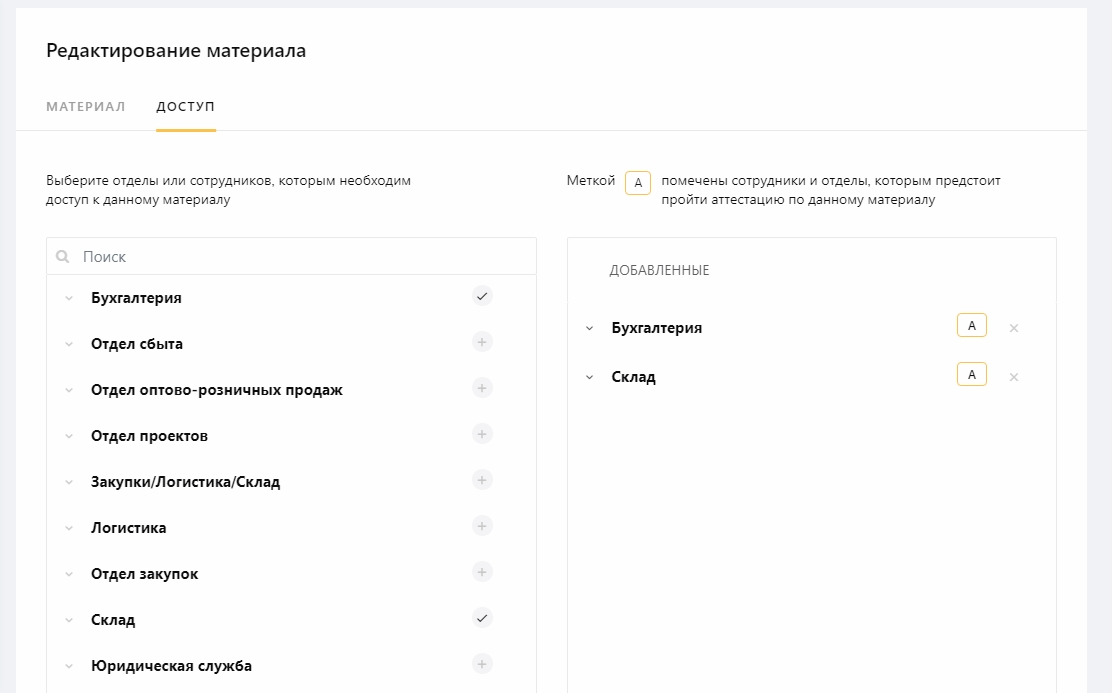 Редактирование материала
МАТЕРИАЛ ДОСТУП
Выберите отделы или сотрудников, которым необходим
доступ к данному материалу
Меткой А помечены сотрудники и отделы, которым предстоит
пройти аттестацию по данному материалу
Поиск
Бухгалтерия
Отдел сбыта
Отдел оптово-розничных продаж
Отдел проектов
Закупки/Логистика/Склад
Логистика
Отдел закупок
Склад
Юридическая служба
ДОБАВЛЕННЫЕ
Бухгалтерия А
Склад А